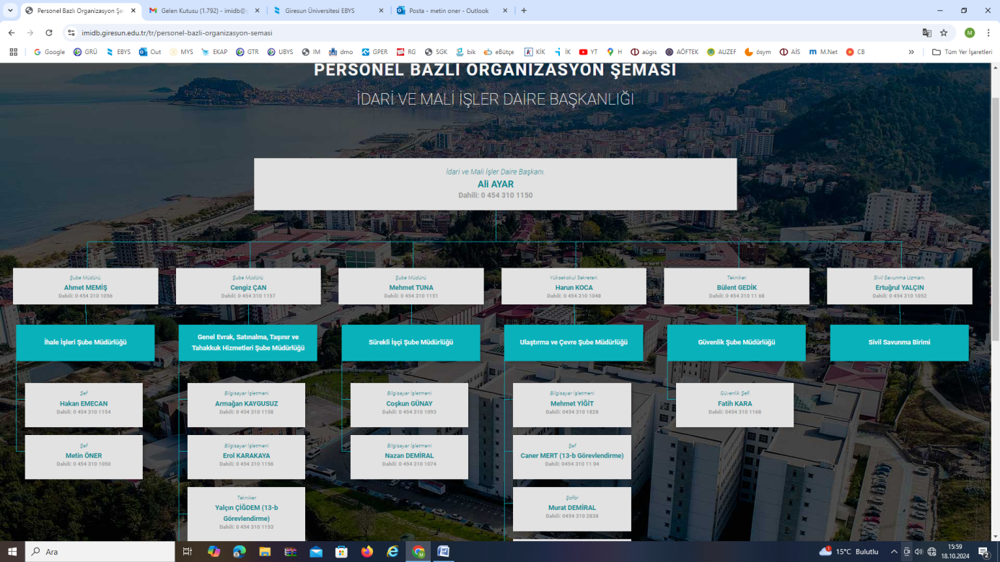 Personel Bazlı Organizasyon Şe
Gelen Kutusu (1.792) - imidb@g
Giresun Üniversitesi EBYS
Posta - metin oner - Outlook
imidb.giresun.edu.tr/tr/personel-bazli-organizasyon-semasi
M
Google GRÜ EBYS Out MYS EKAP GTR UBYS IM dmo GPER RG SGK bik eBütçe KİK İK YT H aügis AÖFTEK AUZEF ösym AİS M.Net CB » Tüm Yer İşaretleri
PERSONEL BAZLI ORGANİZASYON ŞEMASI
İDARİ VE MALİ İŞLER DAİRE BAŞKANLIĞI
İdari ve Mali İşler Daire Başkanı.
Ali AYAR
Dahili: 0 454 310 1150
Şube Müdürü.
Ahmet MEMİŞ
Dahili: 0 454 310 1056
Şube Müdürü.
Cengiz ÇAN
Dahili: 0 454 310 1157
Şube Müdürü.
Mehmet TUNA
Dahili: 0 454 310 1151
Yüksekokul Sekreteri.
Harun KOCA
Dahili: 0 454 310 1048
Tekniker.
Bülent GEDİK
Dahili: 0 454 310 11 68
Sivil Savunma Uzmanı.
Ertuğrul YALÇIN
Dahili: 0 454 310 1052
İhale İşleri Şube Müdürlüğü
Genel Evrak, Satınalma, Taşınır ve
Tahakkuk Hizmetleri Şube Müdürlüğü
Sürekli İşçi Şube Müdürlüğü
Ulaştırma ve Çevre Şube Müdürlüğü
Güvenlik Şube Müdürlüğü
Sivil Savunma Birimi
Şef
Hakan EMECAN
Dahili: 0 454 310 1154
Bilgisayar İşletmeni
Armağan KAYGUSUZ
Dahili: 0 454 310 1158
Bilgisayar İşletmeni
Coşkun GÜNAY
Dahili: 0 454 310 1093
Bilgisayar İşletmeni
Mehmet YİĞİT
Dahili: 0454 310 1828
Güvenlik Şefi
Fatih KARA
Dahili: 0454 310 1168
Şef
Metin ÖNER
Dahili: 0 454 310 1050
Bilgisayar İşletmeni
Erol KARAKAYA
Dahili: 0 454 310 1156
Bilgisayar İşletmeni
Nazan DEMİRAL
Dahili: 0 454 310 1074
Şef
Caner MERT (13-b Görevlendirme)
Dahili: 0454 310 11 04
Tekniker
Yalçın ÇİĞDEM (13-b
Görevlendirme)
Dahili: 0 454 310 1153
Şoför
Murat DEMİRAL
Dahili: 0454 310 2838
Ara
15°C Bulutlu
15:59
18.10.2024
2